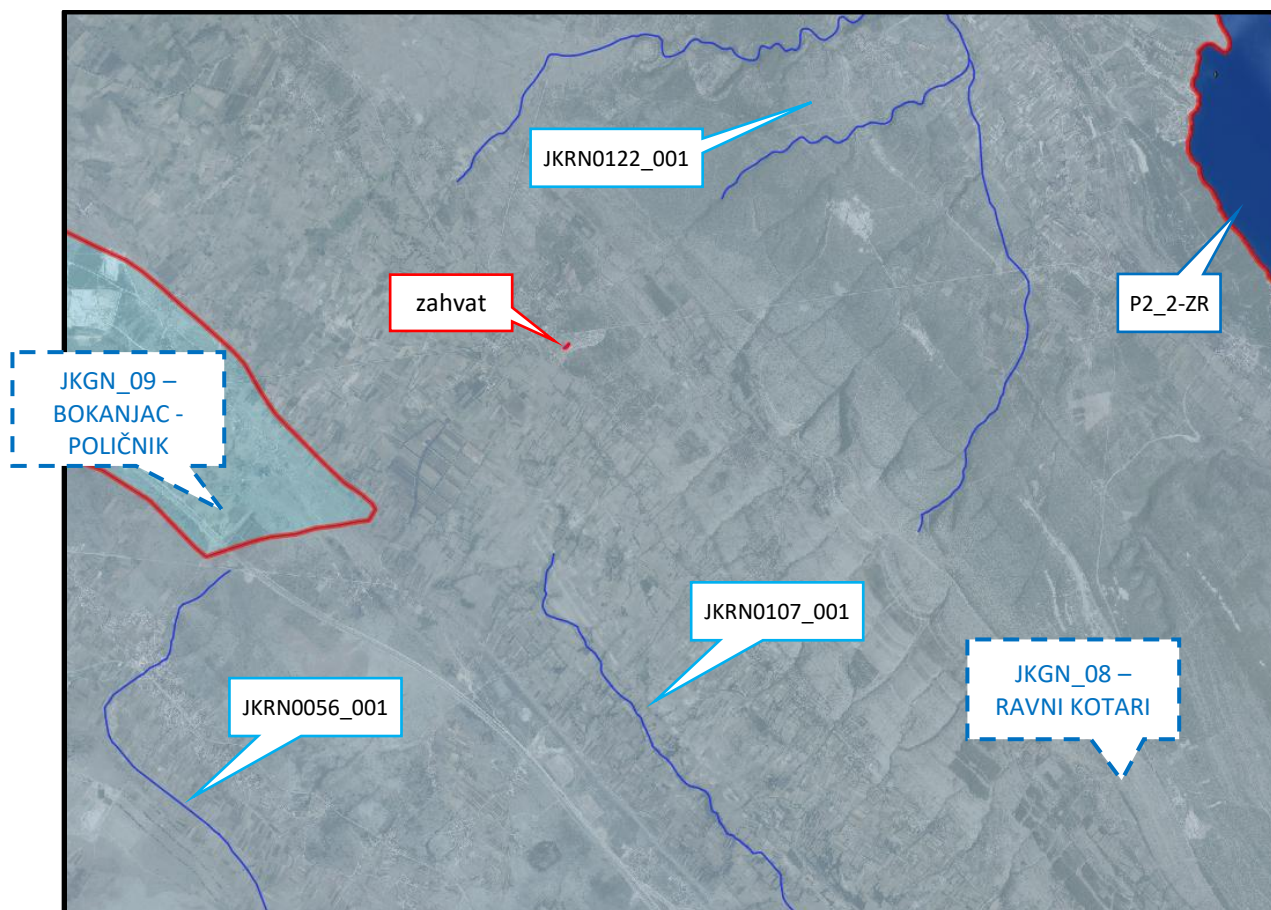 JKRN0122_001
zahvat
P2_2-ZR
JKGN_09 –
BOKANJAC -
POLIČNIK
JKRN0107_001
JKGN_08 –
RAVNI KOTARI
JKRN0056_001